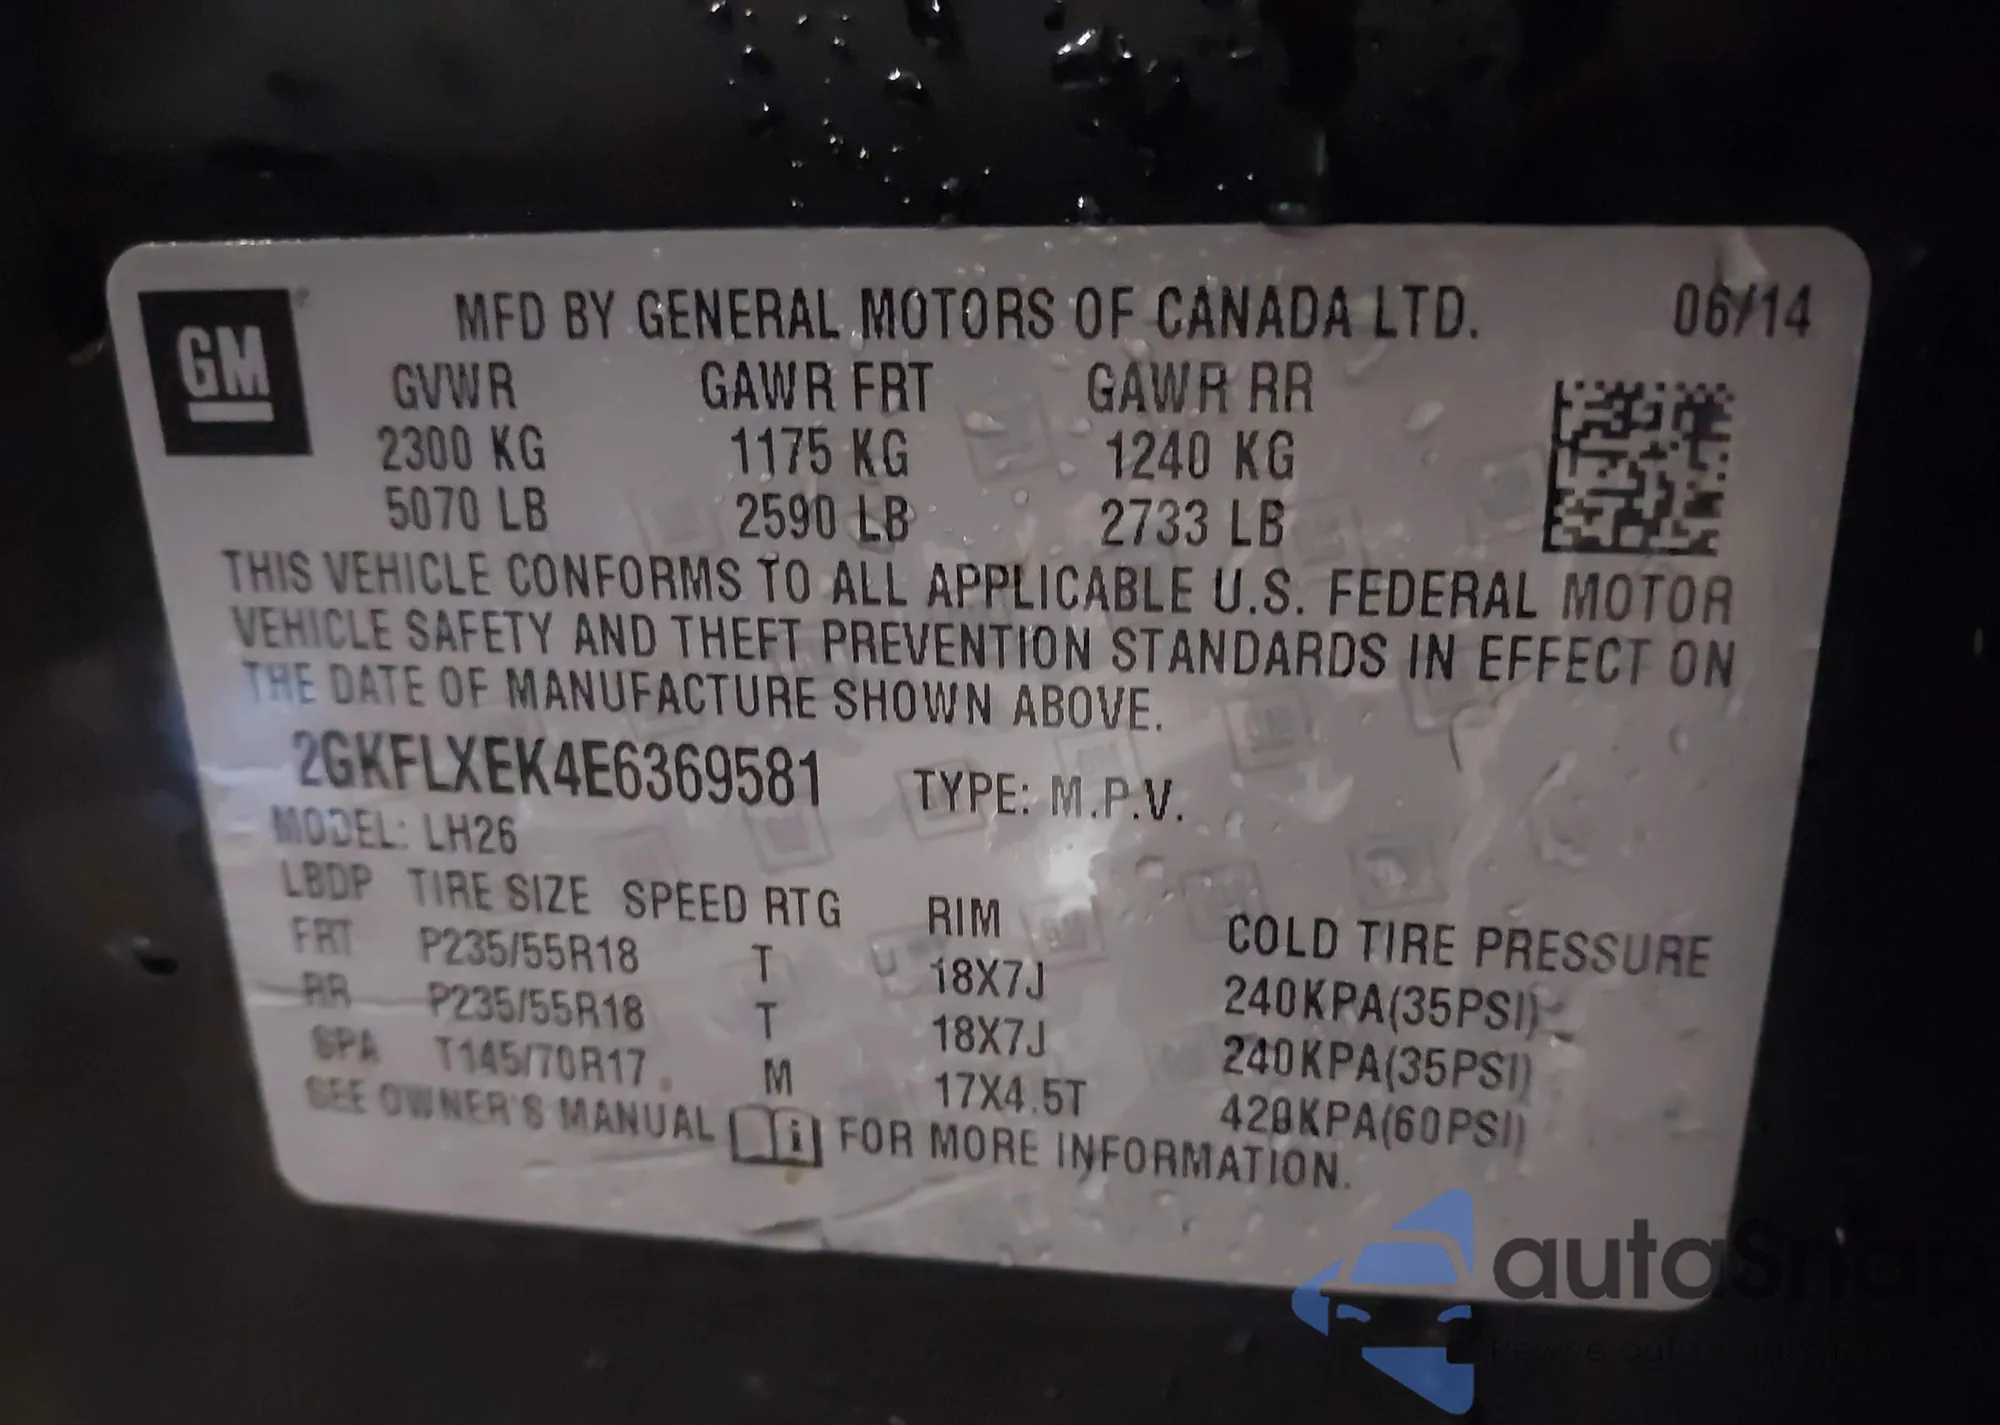 GM
MFD BY GENERAL MOTORS OF CANADA LTD. 06/14
GVWR GAWR FRT GAWR RR
2300 KG 1175 KG 1240 KG
5070 LB 2590 LB 2733 LB
THIS VEHICLE CONFORMS TO ALL APPLICABLE U.S. FEDERAL MOTOR
VEHICLE SAFETY AND THEFT PREVENTION STANDARDS IN EFFECT ON
THE DATE OF MANUFACTURE SHOWN ABOVE.
2GKFLXEK4E6369581 TYPE: M.P.V.
MODEL: LH26
LBDP TIRE SIZE SPEED RTG RIM COLD TIRE PRESSURE
FRT P235/55R18 T 18X7J 240KPA(35PSI)
RR P235/55R18 T 18X7J 240KPA(35PSI)
SPA T145/70R17 M 17X4.5T 420KPA(60PSI)
SEE OWNER'S MANUAL i FOR MORE INFORMATION.
autaSnap